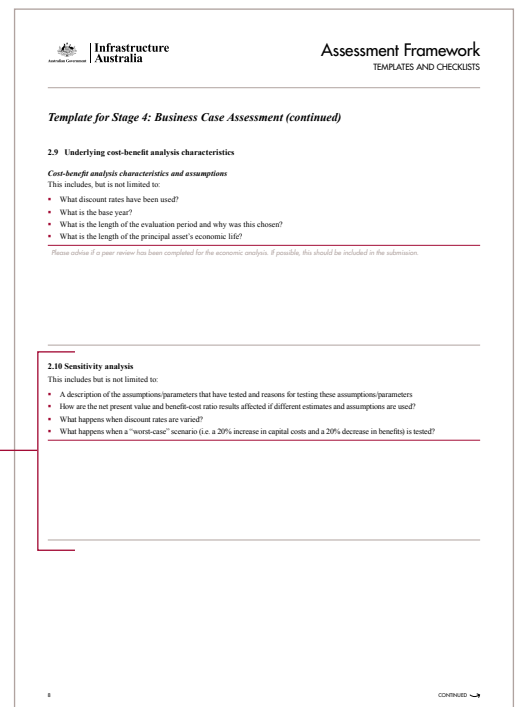 Australian Government
Infrastructure
Australia
Assessment Framework
TEMPLATES AND CHECKLISTS
Template for Stage 4: Business Case Assessment (continued)
2.9 Underlying cost-benefit analysis characteristics
Cost-benefit analysis characteristics and assumptions
This includes, but is not limited to:
• What discount rates have been used?
• What is the base year?
• What is the length of the evaluation period and why was this chosen?
• What is the length of the principal asset's economic life?
Please advise if a peer review has been completed for the economic analysis. If possible, this should be included in the submission.
2.10 Sensitivity analysis
This includes but is not limited to:
• A description of the assumptions/parameters that have tested and reasons for testing these assumptions/parameters
• How are the net present value and benefit-cost ratio results affected if different estimates and assumptions are used?
• What happens when discount rates are varied?
• What happens when a "worst-case" scenario (i.e. a 20% increase in capital costs and a 20% decrease in benefits) is tested?
8
CONTINUED